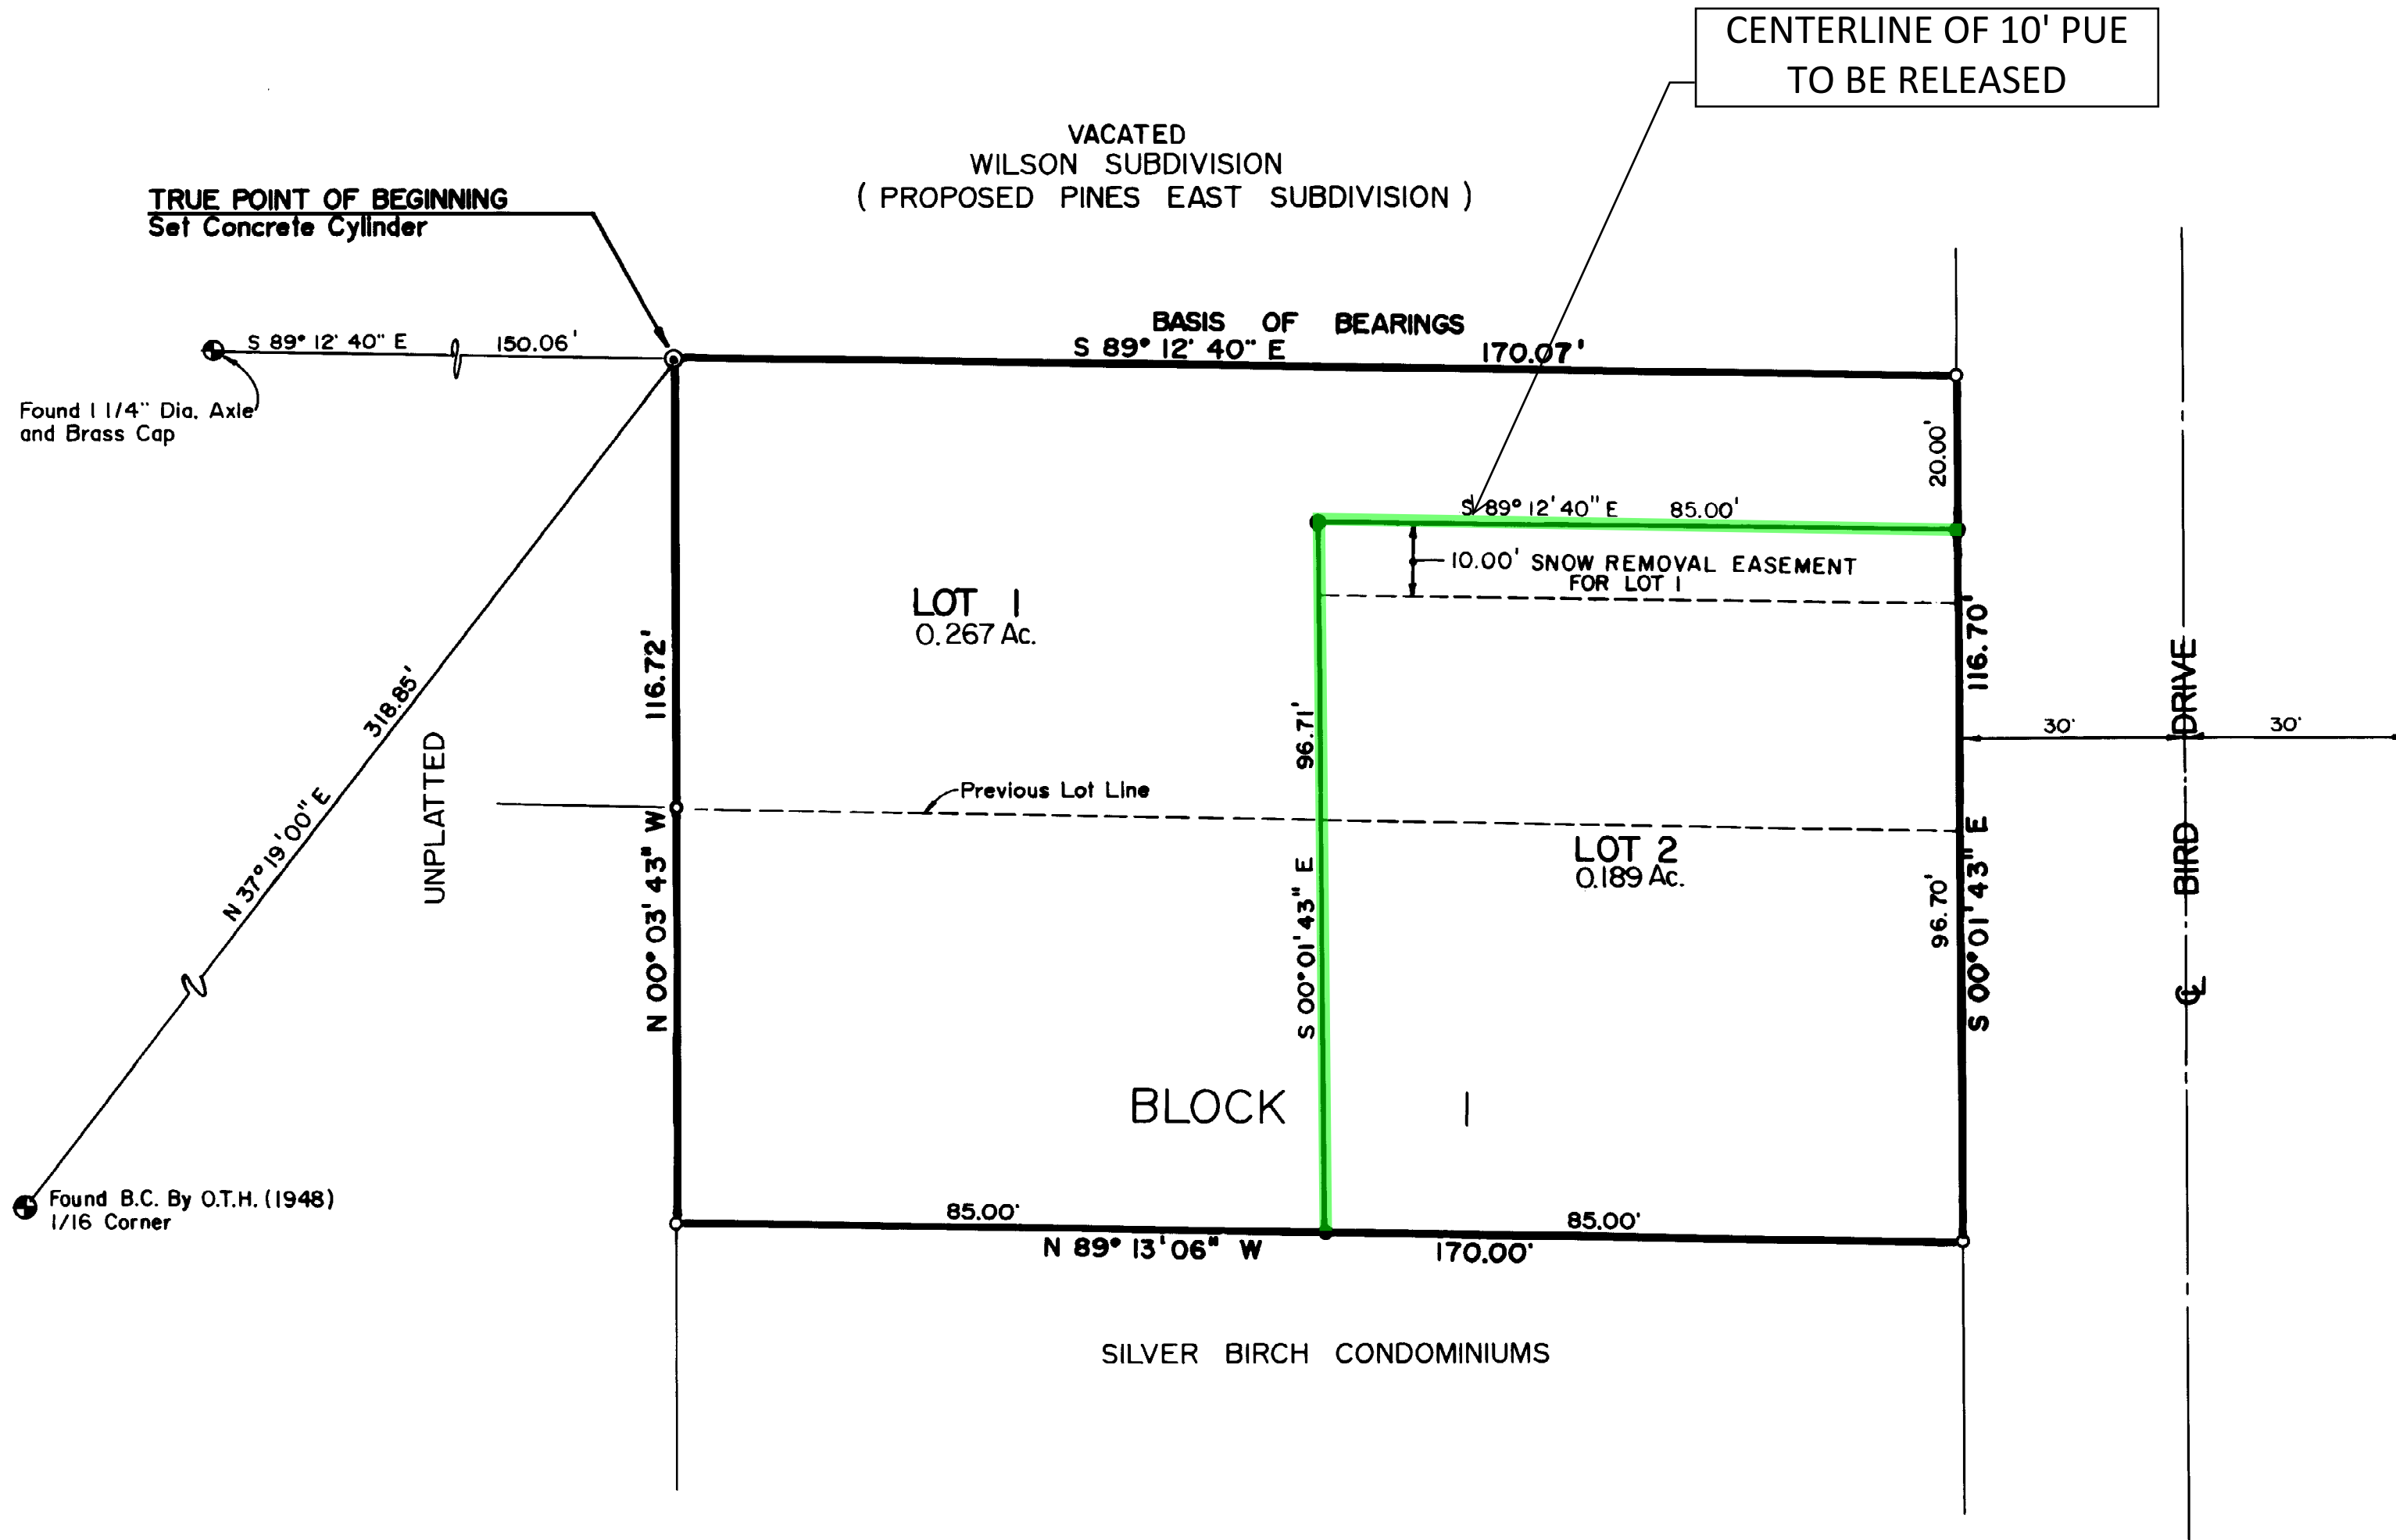 CENTERLINE OF 10' PUE
TO BE RELEASED
VACATED
WILSON SUBDIVISION
( PROPOSED PINES EAST SUBDIVISION )
TRUE POINT OF BEGINNING
Set Concrete Cylinder
BASIS OF BEARINGS
S 89° 12' 40" E 150.06'
S 89° 12' 40" E 170.07'
Found 1 1/4" Dia. Axle
and Brass Cap
20.00'
S 89° 12' 40" E 85.00'
10.00' SNOW REMOVAL EASEMENT
FOR LOT 1
LOT 1
0.267 Ac.
116.72'
N 00° 03' 43" W
318.85'
N 37° 19' 00" E
UNPLATTED
96.71'
S 00° 01' 43" E
Previous Lot Line
LOT 2
0.189 Ac.
116.70'
S 00° 01' 43" E
96.70'
30'
30'
BIRD DRIVE
CL
BLOCK 1
Found B.C. By O.T.H. (1948)
1/16 Corner
85.00'
85.00'
N 89° 13' 06" W 170.00'
SILVER BIRCH CONDOMINIUMS